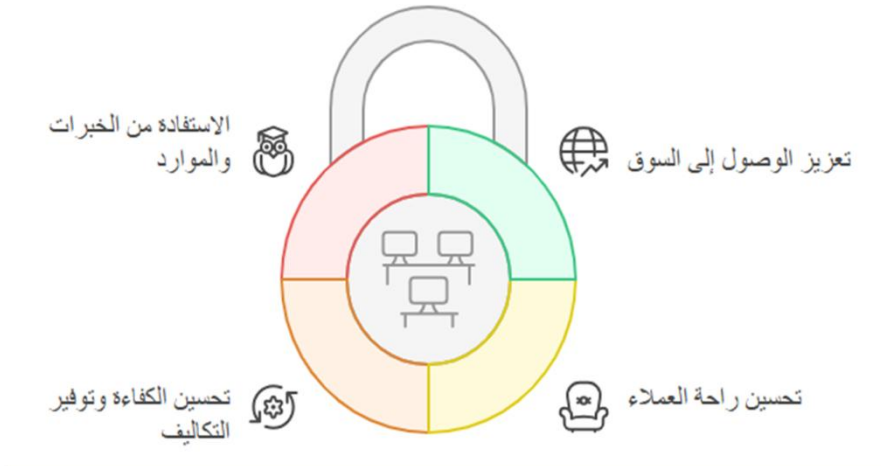 تعزيز الوصول إلى السوق
الاستفادة من الخبرات
والموارد
تحسين راحة العملاء
تحسين الكفاءة وتوفير
التكاليف